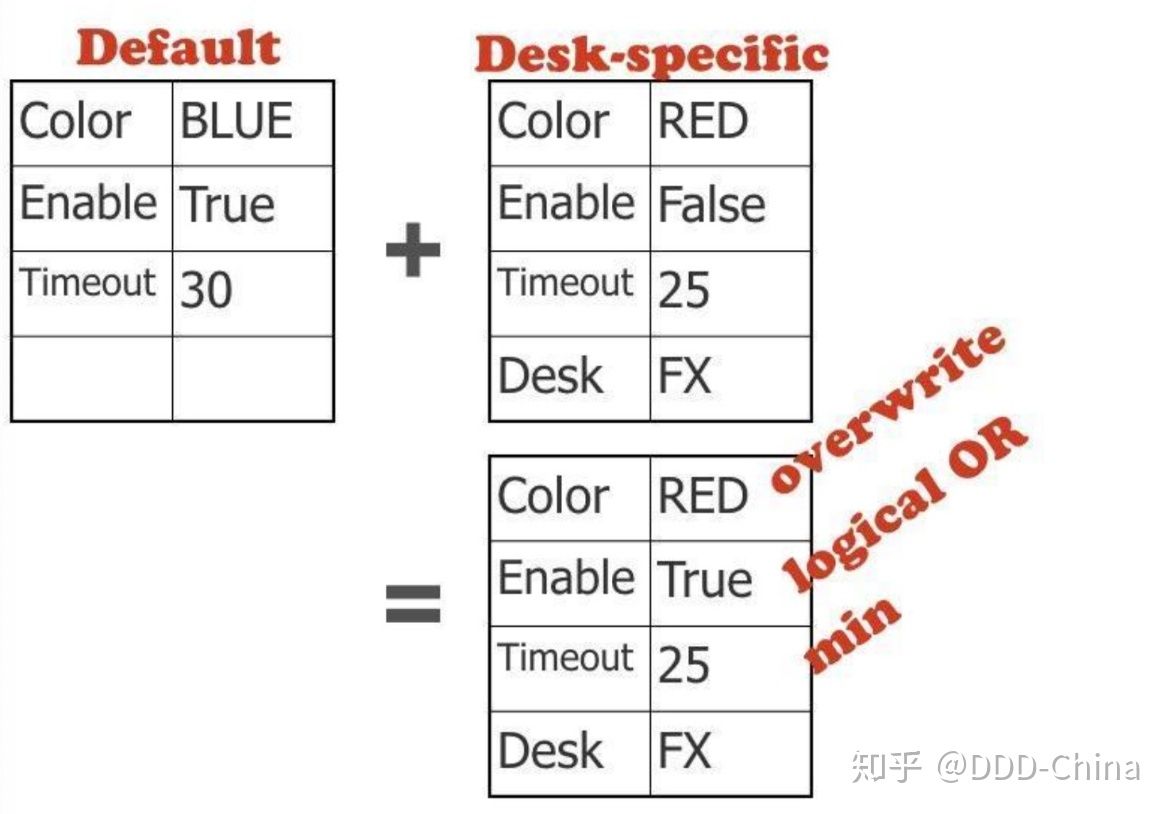 Default
Color BLUE
Enable True
Timeout 30
+
Desk-specific
Color RED
Enable False
Timeout 25
Desk FX
=
Color RED overwrite
Enable True logical OR
Timeout 25 min
Desk FX
知乎 @DDD-China